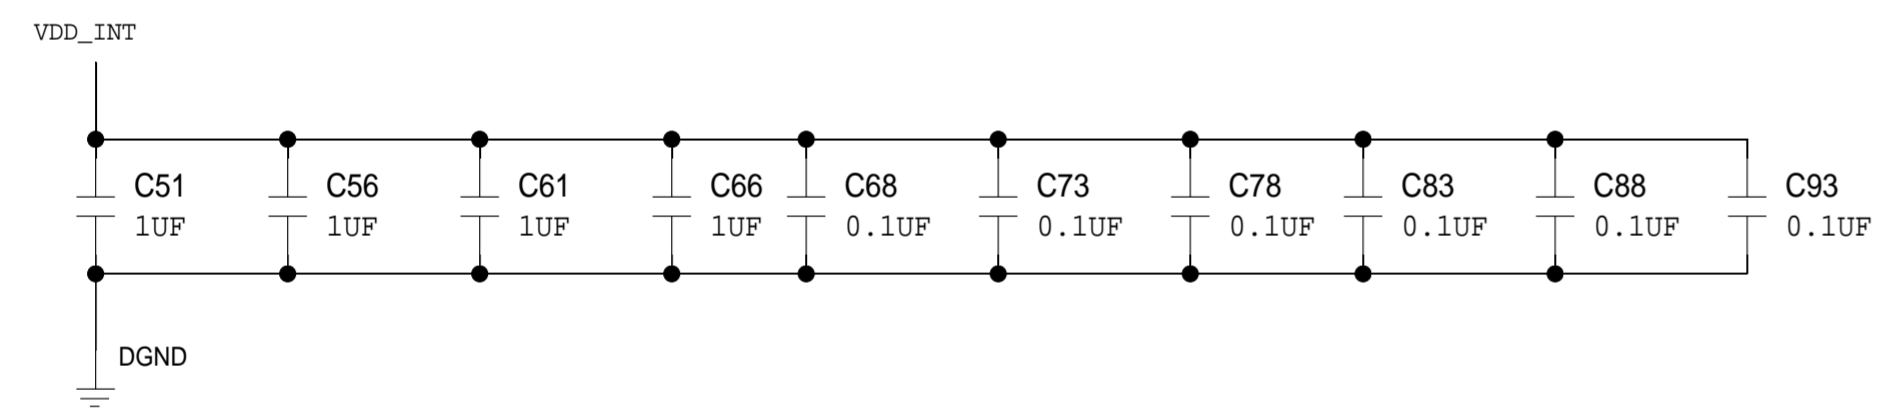 VDD_INT
C51 C56 C61 C66 C68 C73 C78 C83 C88 C93
1UF 1UF 1UF 1UF 0.1UF 0.1UF 0.1UF 0.1UF 0.1UF 0.1UF
DGND